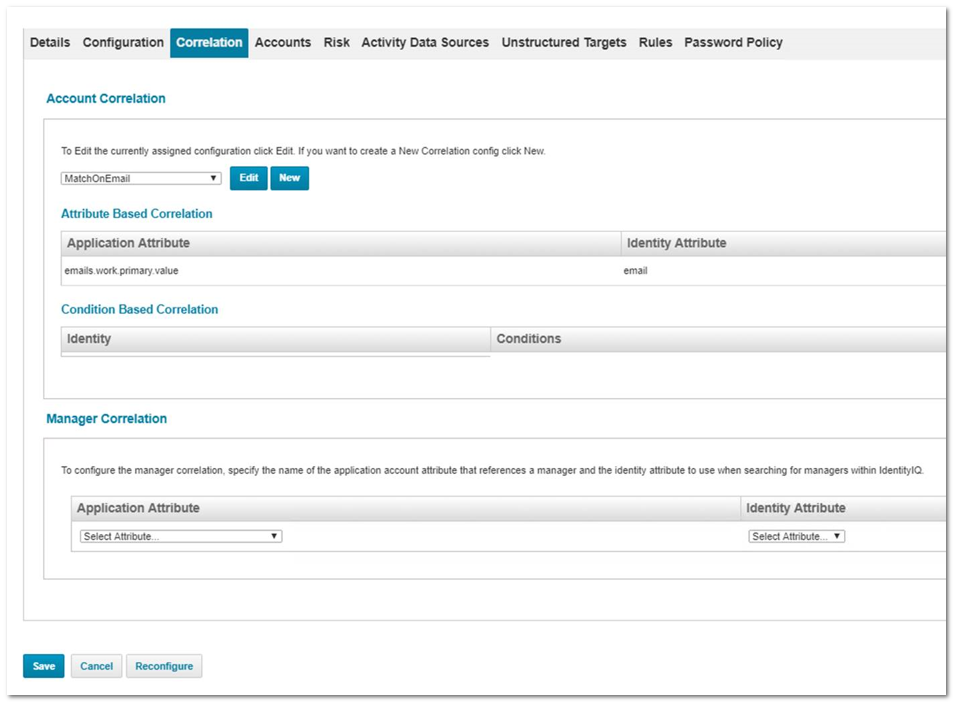 Details Configuration Correlation Accounts Risk Activity Data Sources Unstructured Targets Rules Password Policy
Account Correlation
To Edit the currently assigned configuration click Edit. If you want to create a New Correlation config click New.
MatchOnEmail Edit New
Attribute Based Correlation
Application Attribute Identity Attribute
emails.work.primary.value email
Condition Based Correlation
Identity Conditions
Manager Correlation
To configure the manager correlation, specify the name of the application account attribute that references a manager and the identity attribute to use when searching for managers within IdentityIQ.
Application Attribute Identity Attribute
Select Attribute... Select Attribute...
Save Cancel Reconfigure